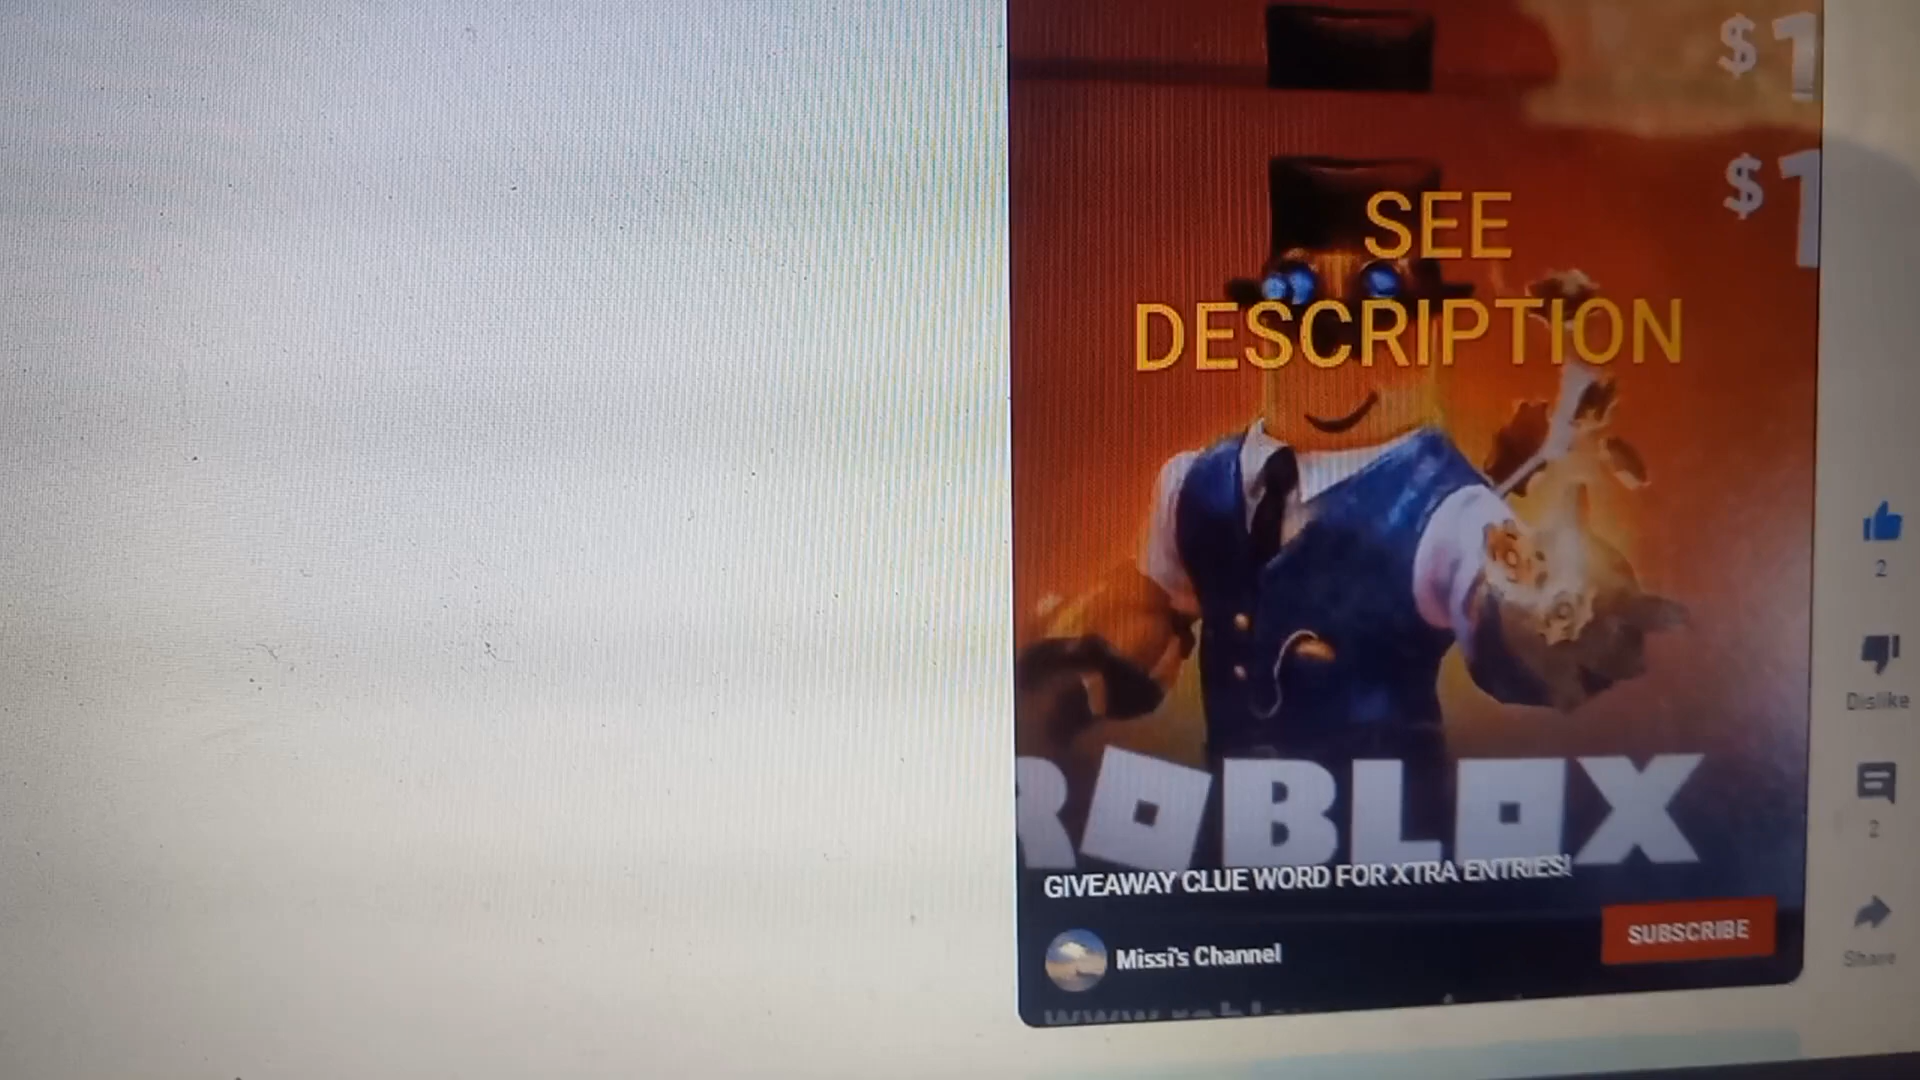 $1
$1
SEE
DESCRIPTION
ROBLOX
GIVEAWAY CLUE WORD FOR XTRA ENTRIES!
Missi's Channel
SUBSCRIBE
2
Dislike
2
Share